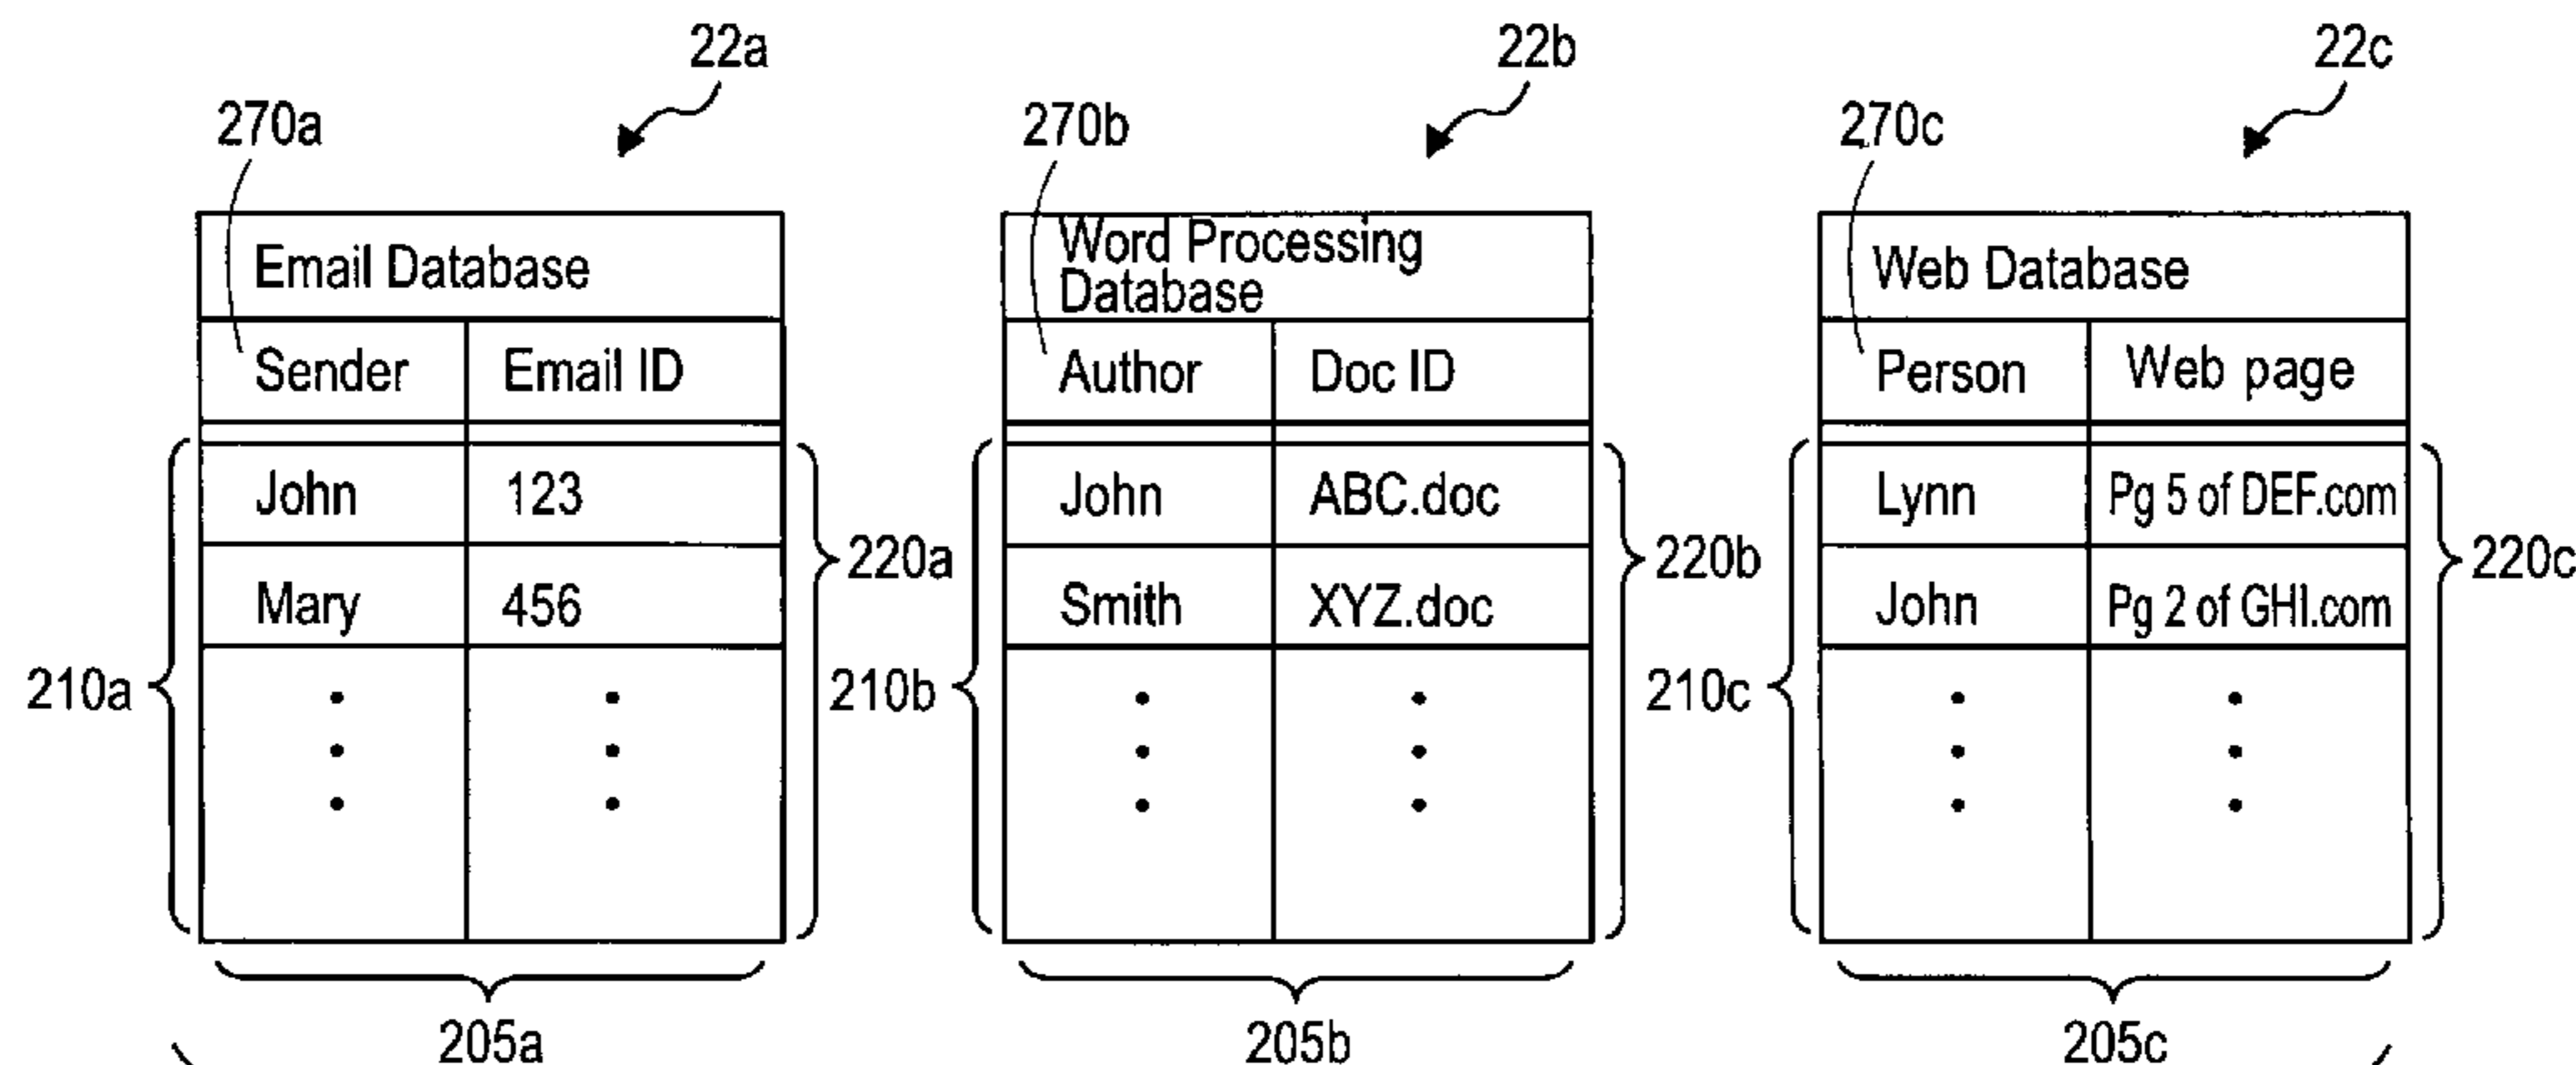 22a 22b 22c
270a 270b 270c
Email Database
Sender Email ID
John 123
Mary 456
210a 220a
205a
Word Processing
Database
Author Doc ID
John ABC.doc
Smith XYZ.doc
210b 220b
205b
Web Database
Person Web page
Lynn Pg 5 of DEF.com
John Pg 2 of GHI.com
210c 220c
205c